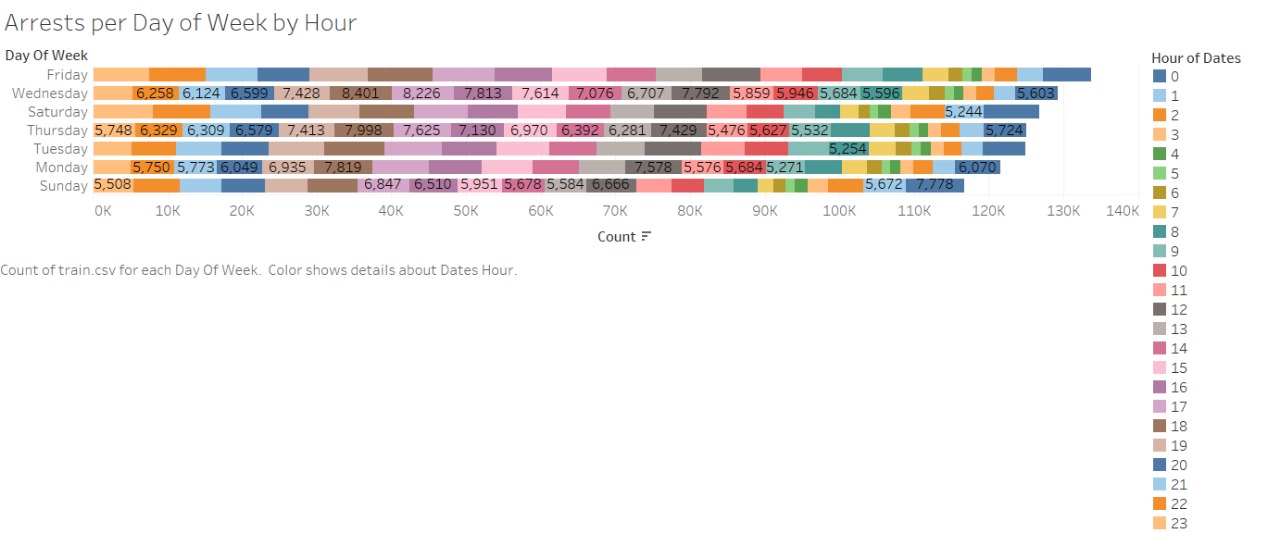 Arrests per Day of Week by Hour
Day Of Week
Friday
Wednesday 6,258 6,124 6,599 7,428 8,401 8,226 7,813 7,614 7,076 6,707 7,792 5,859 5,946 5,684 5,596 5,603
Saturday 5,244
Thursday 5,748 6,329 6,309 6,579 7,413 7,998 7,625 7,130 6,970 6,392 6,281 7,429 5,476 5,627 5,532 5,724
Tuesday 5,254
Monday 5,750 5,773 6,049 6,935 7,819 7,578 5,576 5,684 5,271 6,070
Sunday 5,508 6,847 6,510 5,951 5,678 5,584 6,666 5,672 7,778
0K 10K 20K 30K 40K 50K 60K 70K 80K 90K 100K 110K 120K 130K 140K
Count
Count of train.csv for each Day Of Week. Color shows details about Dates Hour.
Hour of Dates
0
1
2
3
4
5
6
7
8
9
10
11
12
13
14
15
16
17
18
19
20
21
22
23